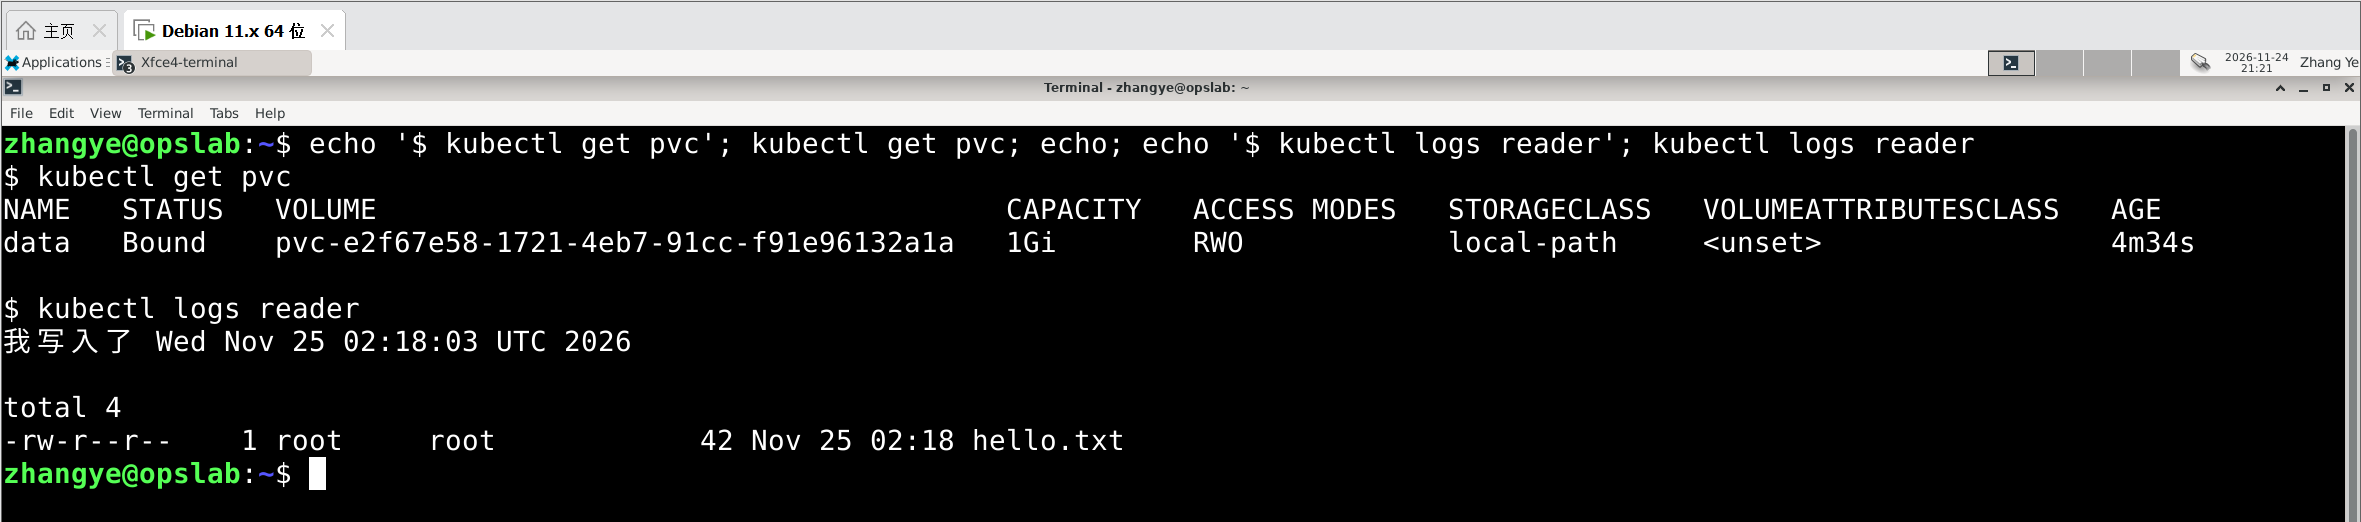 主页
Debian 11.x 64 位
Applications
3
Xfce4-terminal
2026-11-24
21:21
Zhang Ye
Terminal - zhangye@opslab: ~
File Edit View Terminal Tabs Help
zhangye@opslab:~$ echo '$ kubectl get pvc'; kubectl get pvc; echo; echo '$ kubectl logs reader'; kubectl logs reader
$ kubectl get pvc
NAME STATUS VOLUME CAPACITY ACCESS MODES STORAGECLASS VOLUMEATTRIBUTESCLASS AGE
data Bound pvc-e2f67e58-1721-4eb7-91cc-f91e96132a1a 1Gi RWO local-path <unset> 4m34s
$ kubectl logs reader
我写入了 Wed Nov 25 02:18:03 UTC 2026
total 4
-rw-r--r-- 1 root root 42 Nov 25 02:18 hello.txt
zhangye@opslab:~$